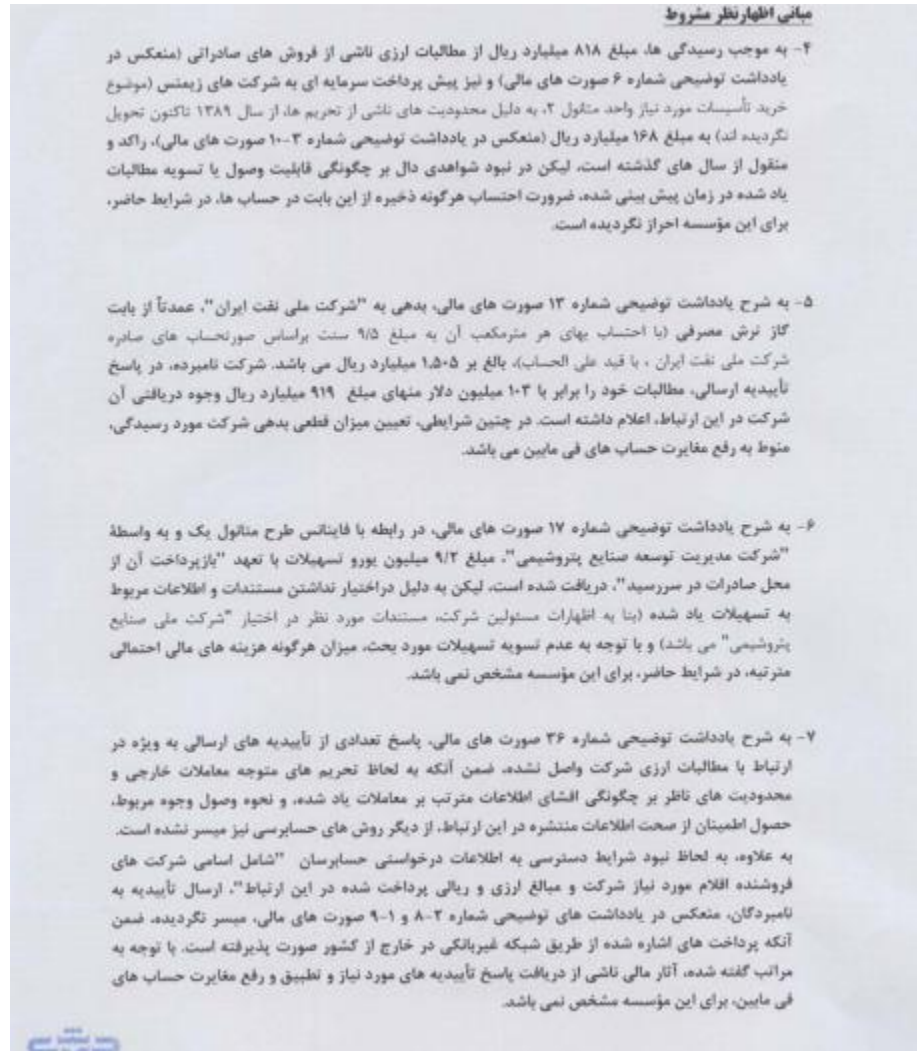 مبانی اظهارنظر مشروط
۴- به موجب رسیدگی ها، مبلغ ۸۱۸ میلیارد ریال از مطالبات ارزی ناشی از فروش های صادراتی (منعکس در
یادداشت توضیحی شماره ۶ صورت های مالی) و نیز پیش پرداخت سرمایه ای به شرکت های زیمنس (موضوع
خرید تأسیسات مورد نیاز واحد متانول ۲، به دلیل محدودیت های ناشی از تحریم ها، از سال ۱۳۸۹ تاکنون تحویل
نگردیده اند) به مبلغ ۱۶۸ میلیارد ریال (منعکس در یادداشت توضیحی شماره ۳-۱۰ صورت های مالی)، راکد و
منقول از سال های گذشته است، لیکن در نبود شواهدی دال بر چگونگی قابلیت وصول یا تسویه مطالبات
یاد شده در زمان پیش بینی شده، ضرورت احتساب هرگونه ذخیره از این بابت در حساب ها، در شرایط حاضر،
برای این مؤسسه احراز نگردیده است.
۵- به شرح یادداشت توضیحی شماره ۱۳ صورت های مالی، بدهی به "شرکت ملی نفت ایران"، عمدتاً از بابت
گاز ترش مصرفی (با احتساب بهای هر مترمکعب آن به مبلغ ۹/۵ سنت براساس صورتحساب های صادره
شرکت ملی نفت ایران ، با قید علی الحساب)، بالغ بر ۱،۵۰۵ میلیارد ریال می باشد. شرکت نامبرده، در پاسخ
تأییدیه ارسالی، مطالبات خود را برابر با ۱۰۳ میلیون دلار منهای مبلغ ۹۱۹ میلیارد ریال وجوه دریافتی آن
شرکت در این ارتباط، اعلام داشته است. در چنین شرایطی، تعیین میزان قطعی بدهی شرکت مورد رسیدگی،
منوط به رفع مغایرت حساب های فی مابین می باشد.
۶- به شرح یادداشت توضیحی شماره ۱۷ صورت های مالی، در رابطه با فاینانس طرح متانول یک و به واسطهٔ
"شرکت مدیریت توسعه صنایع پتروشیمی"، مبلغ ۹/۲ میلیون یورو تسهیلات با تعهد "بازپرداخت آن از
محل صادرات در سررسید"، دریافت شده است، لیکن به دلیل دراختیار نداشتن مستندات و اطلاعات مربوط
به تسهیلات یاد شده (بنا به اظهارات مسئولین شرکت، مستندات مورد نظر در اختیار "شرکت ملی صنایع
پتروشیمی" می باشد) و با توجه به عدم تسویه تسهیلات مورد بحث، میزان هرگونه هزینه های مالی احتمالی
مترتبه، در شرایط حاضر، برای این مؤسسه مشخص نمی باشد.
۷- به شرح یادداشت توضیحی شماره ۳۶ صورت های مالی، پاسخ تعدادی از تأییدیه های ارسالی به ویژه در
ارتباط با مطالبات ارزی شرکت واصل نشده، ضمن آنکه به لحاظ تحریم های متوجه معاملات خارجی و
محدودیت های ناظر بر چگونگی افشای اطلاعات مترتب بر معاملات یاد شده، و نحوه وصول وجوه مربوط،
حصول اطمینان از صحت اطلاعات منتشره در این ارتباط، از دیگر روش های حسابرسی نیز میسر نشده است.
به علاوه، به لحاظ نبود شرایط دسترسی به اطلاعات درخواستی حسابرسان "شامل اسامی شرکت های
فروشنده اقلام مورد نیاز شرکت و مبالغ ارزی و ریالی پرداخت شده در این ارتباط"، ارسال تأییدیه به
نامبردگان، منعکس در یادداشت های توضیحی شماره ۲-۸ و ۱-۹ صورت های مالی، میسر نگردیده، ضمن
آنکه پرداخت های اشاره شده از طریق شبکه غیربانکی در خارج از کشور صورت پذیرفته است. با توجه به
مراتب گفته شده، آثار مالی ناشی از دریافت پاسخ تأییدیه های مورد نیاز و تطبیق و رفع مغایرت حساب های
فی مابین، برای این مؤسسه مشخص نمی باشد.